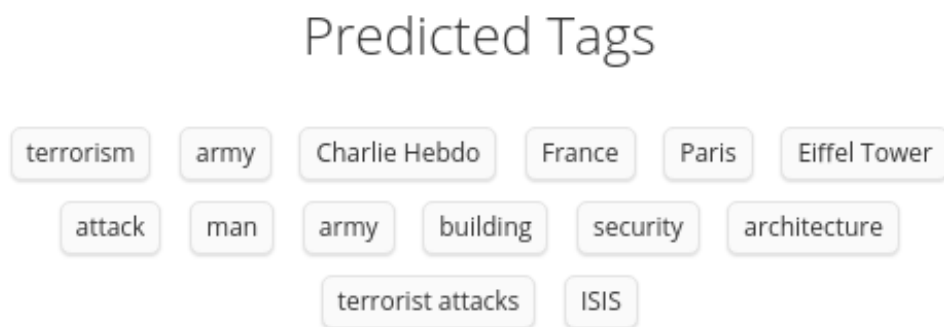 Predicted Tags
terrorism army Charlie Hebdo France Paris Eiffel Tower
attack man army building security architecture
terrorist attacks ISIS